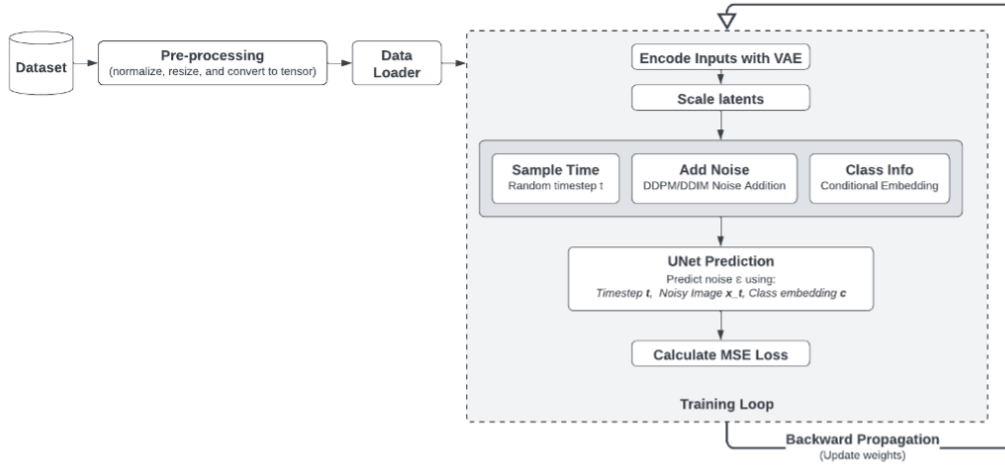 Dataset
Pre-processing
(normalize, resize, and convert to tensor)
Data
Loader
Encode Inputs with VAE
Scale latents
Sample Time
Random timestep t
Add Noise
DDPM/DDIM Noise Addition
Class Info
Conditional Embedding
UNet Prediction
Predict noise ε using:
Timestep t, Noisy Image x_t, Class embedding c
Calculate MSE Loss
Training Loop
Backward Propagation
(Update weights)